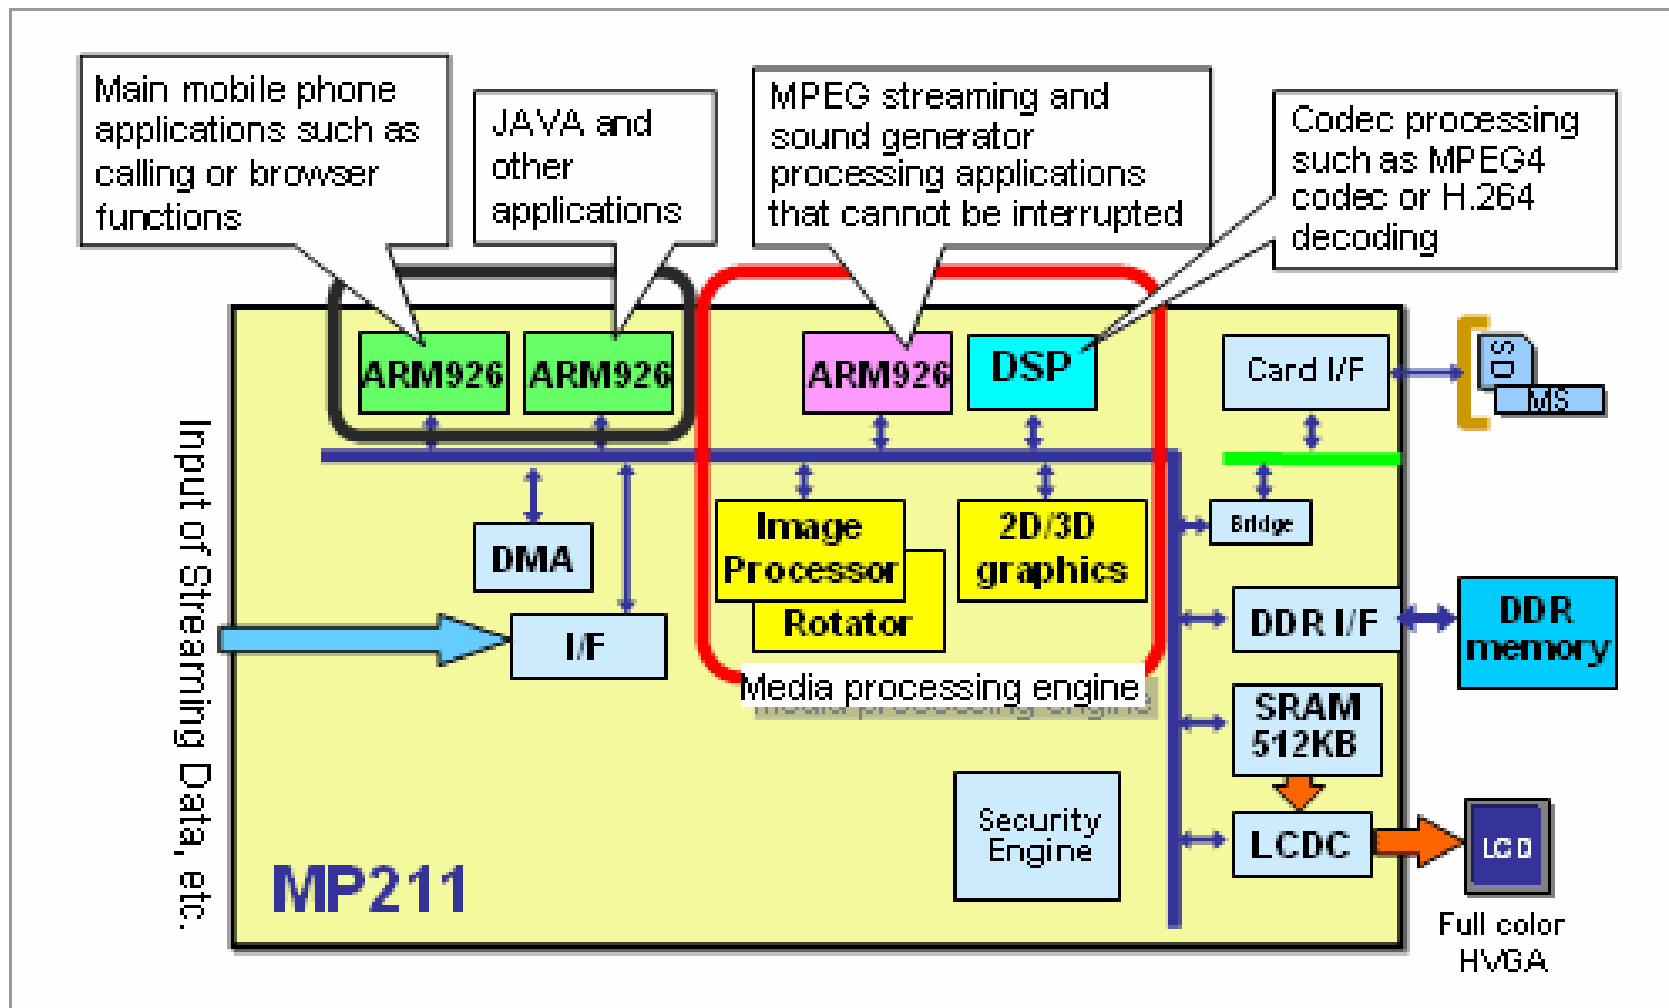 Main mobile phone
applications such as
calling or browser
functions
JAVA and
other
applications
MPEG streaming and
sound generator
processing applications
that cannot be interrupted
Codec processing
such as MPEG4
codec or H.264
decoding
ARM926
ARM926
ARM926
DSP
Card I/F
SD
MS
Input of Streaming Data, etc.
DMA
I/F
Image
Processor
Rotator
2D/3D
graphics
Bridge
Media processing engine
DDR I/F
DDR
memory
SRAM
512KB
Security
Engine
LCDC
LCD
MP211
Full color
HVGA